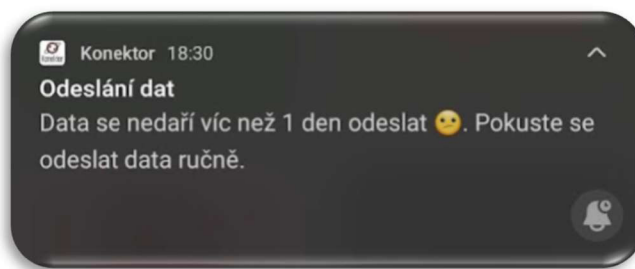 Konektor 18:30
Odeslání dat
Data se nedaří víc než 1 den odeslat 😕. Pokuste se
odeslat data ručně.